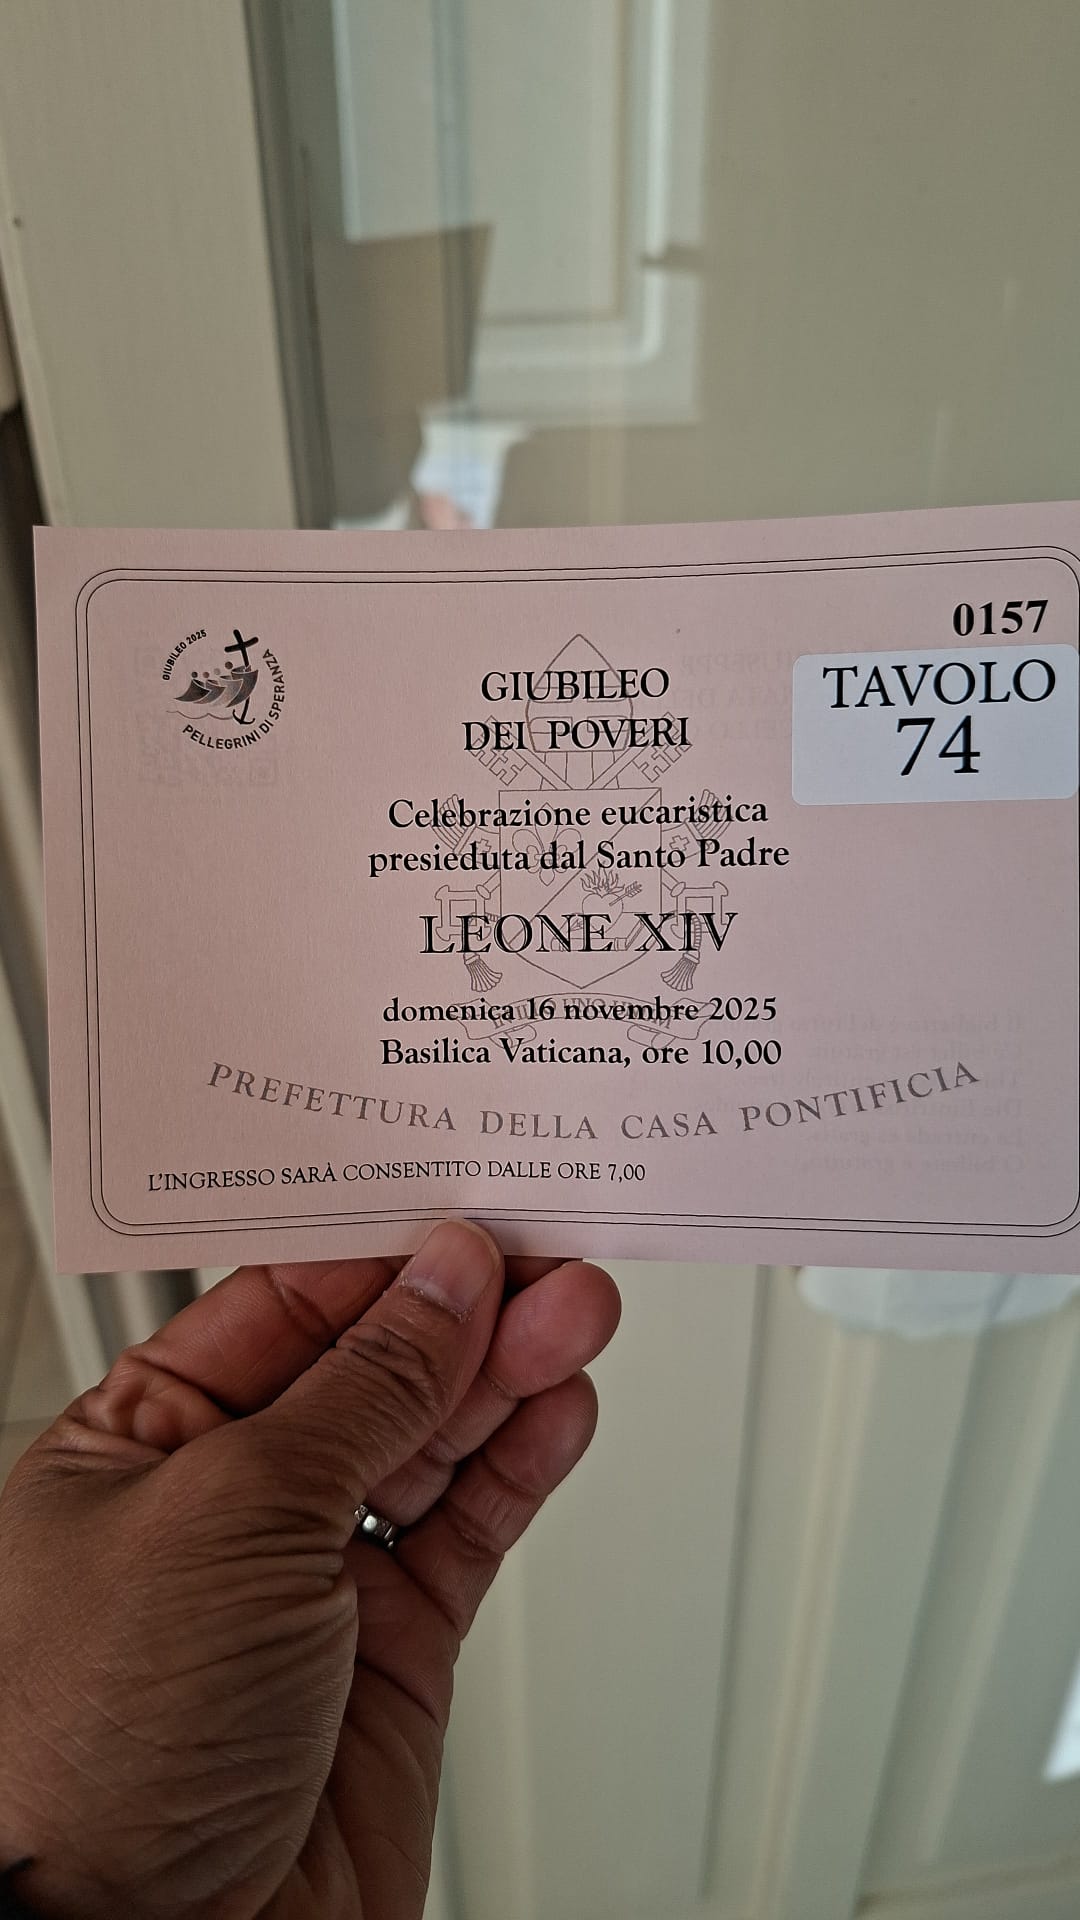 GIUBILEO 2025
PELLEGRINI DI SPERANZA
0157
TAVOLO
74
GIUBILEO
DEI POVERI
Celebrazione eucaristica
presieduta dal Santo Padre
LEONE XIV
domenica 16 novembre 2025
Basilica Vaticana, ore 10,00
PREFETTURA DELLA CASA PONTIFICIA
L'INGRESSO SARÀ CONSENTITO DALLE ORE 7,00